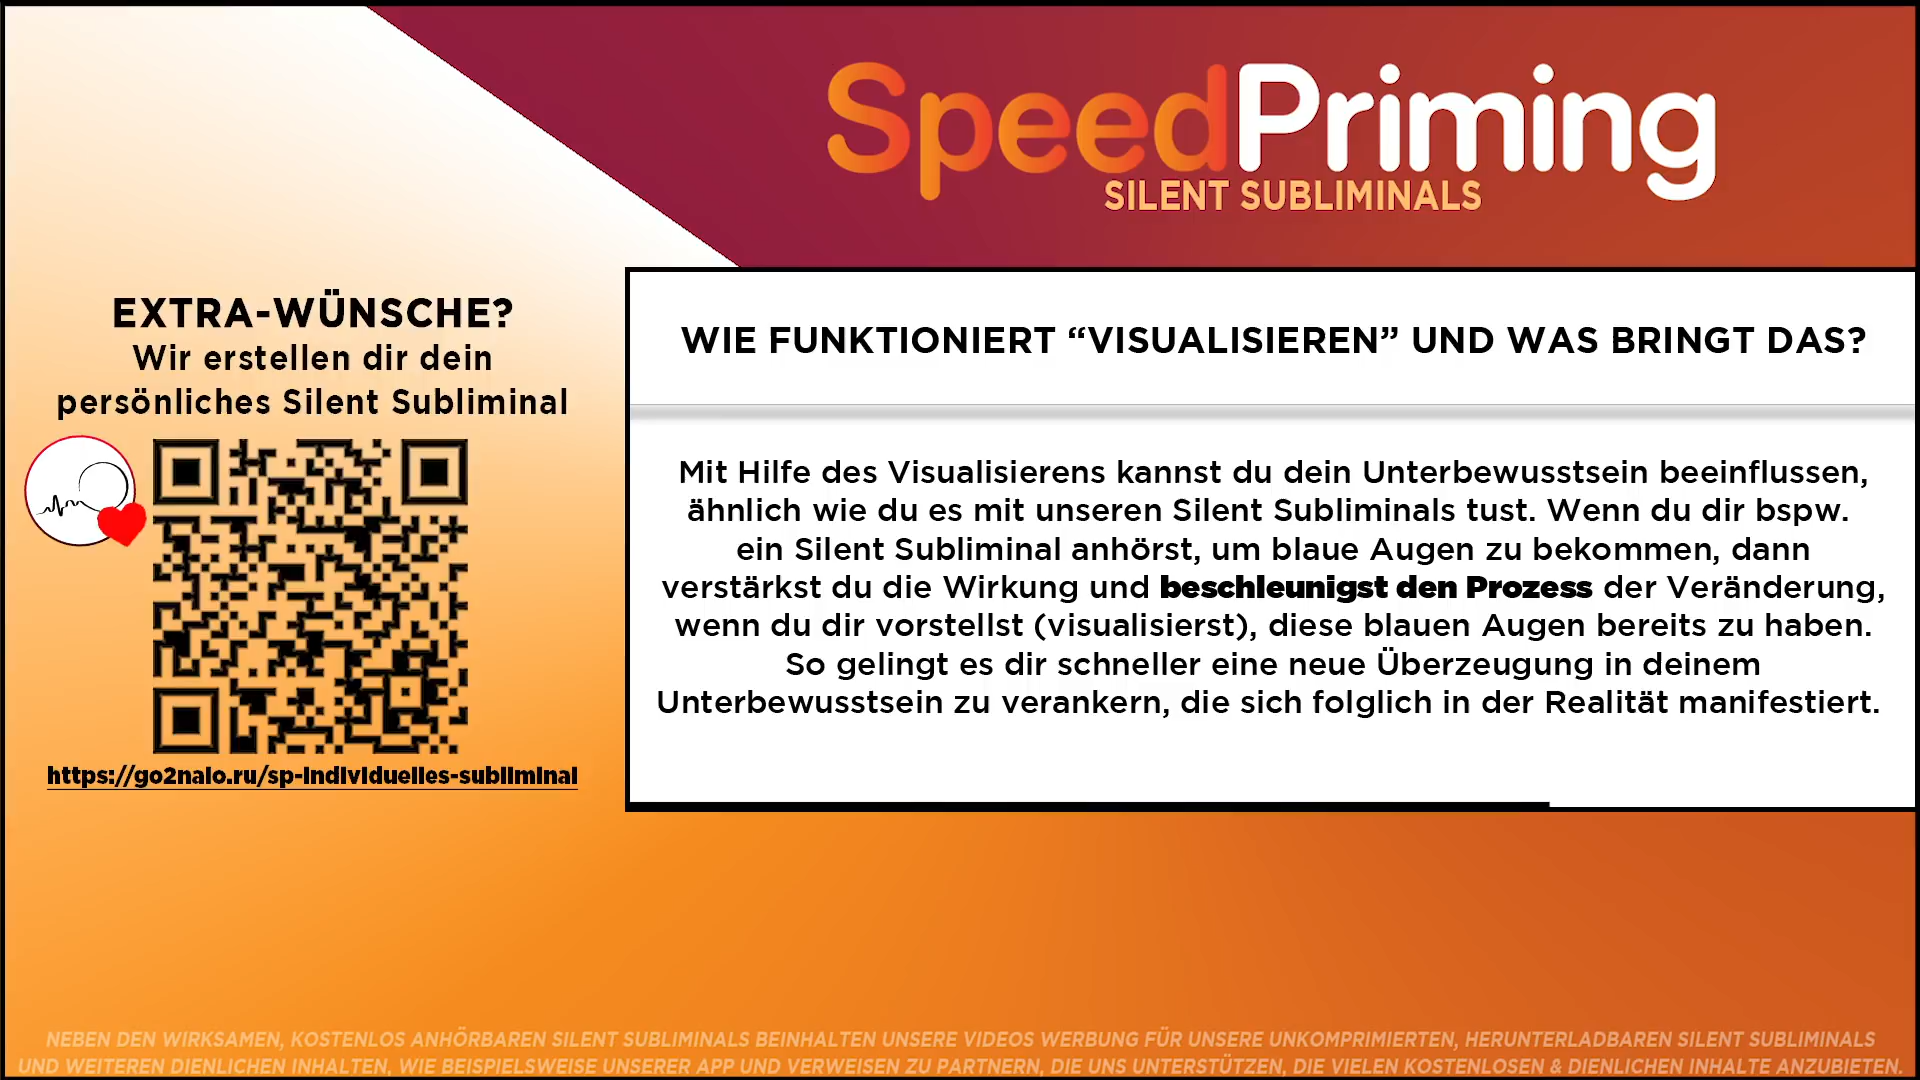 SpeedPriming
SILENT SUBLIMINALS
EXTRA-WÜNSCHE?
Wir erstellen dir dein
persönliches Silent Subliminal
https://go2nalo.ru/sp-individuelles-subliminal
WIE FUNKTIONIERT “VISUALISIEREN” UND WAS BRINGT DAS?
Mit Hilfe des Visualisierens kannst du dein Unterbewusstsein beeinflussen,
ähnlich wie du es mit unseren Silent Subliminals tust. Wenn du dir bspw.
ein Silent Subliminal anhörst, um blaue Augen zu bekommen, dann
verstärkst du die Wirkung und beschleunigst den Prozess der Veränderung,
wenn du dir vorstellst (visualisierst), diese blauen Augen bereits zu haben.
So gelingt es dir schneller eine neue Überzeugung in deinem
Unterbewusstsein zu verankern, die sich folglich in der Realität manifestiert.
NEBEN DEN WIRKSAMEN, KOSTENLOS ANHÖRBAREN SILENT SUBLIMINALS BEINHALTEN UNSERE VIDEOS WERBUNG FÜR UNSERE UNKOMPRIMIERTEN, HERUNTERLADBAREN SILENT SUBLIMINALS
UND WEITEREN DIENLICHEN INHALTEN, WIE BEISPIELSWEISE UNSERER APP UND VERWEISEN ZU PARTNERN, DIE UNS UNTERSTÜTZEN, DIE VIELEN KOSTENLOSEN & DIENLICHEN INHALTE ANZUBIETEN.